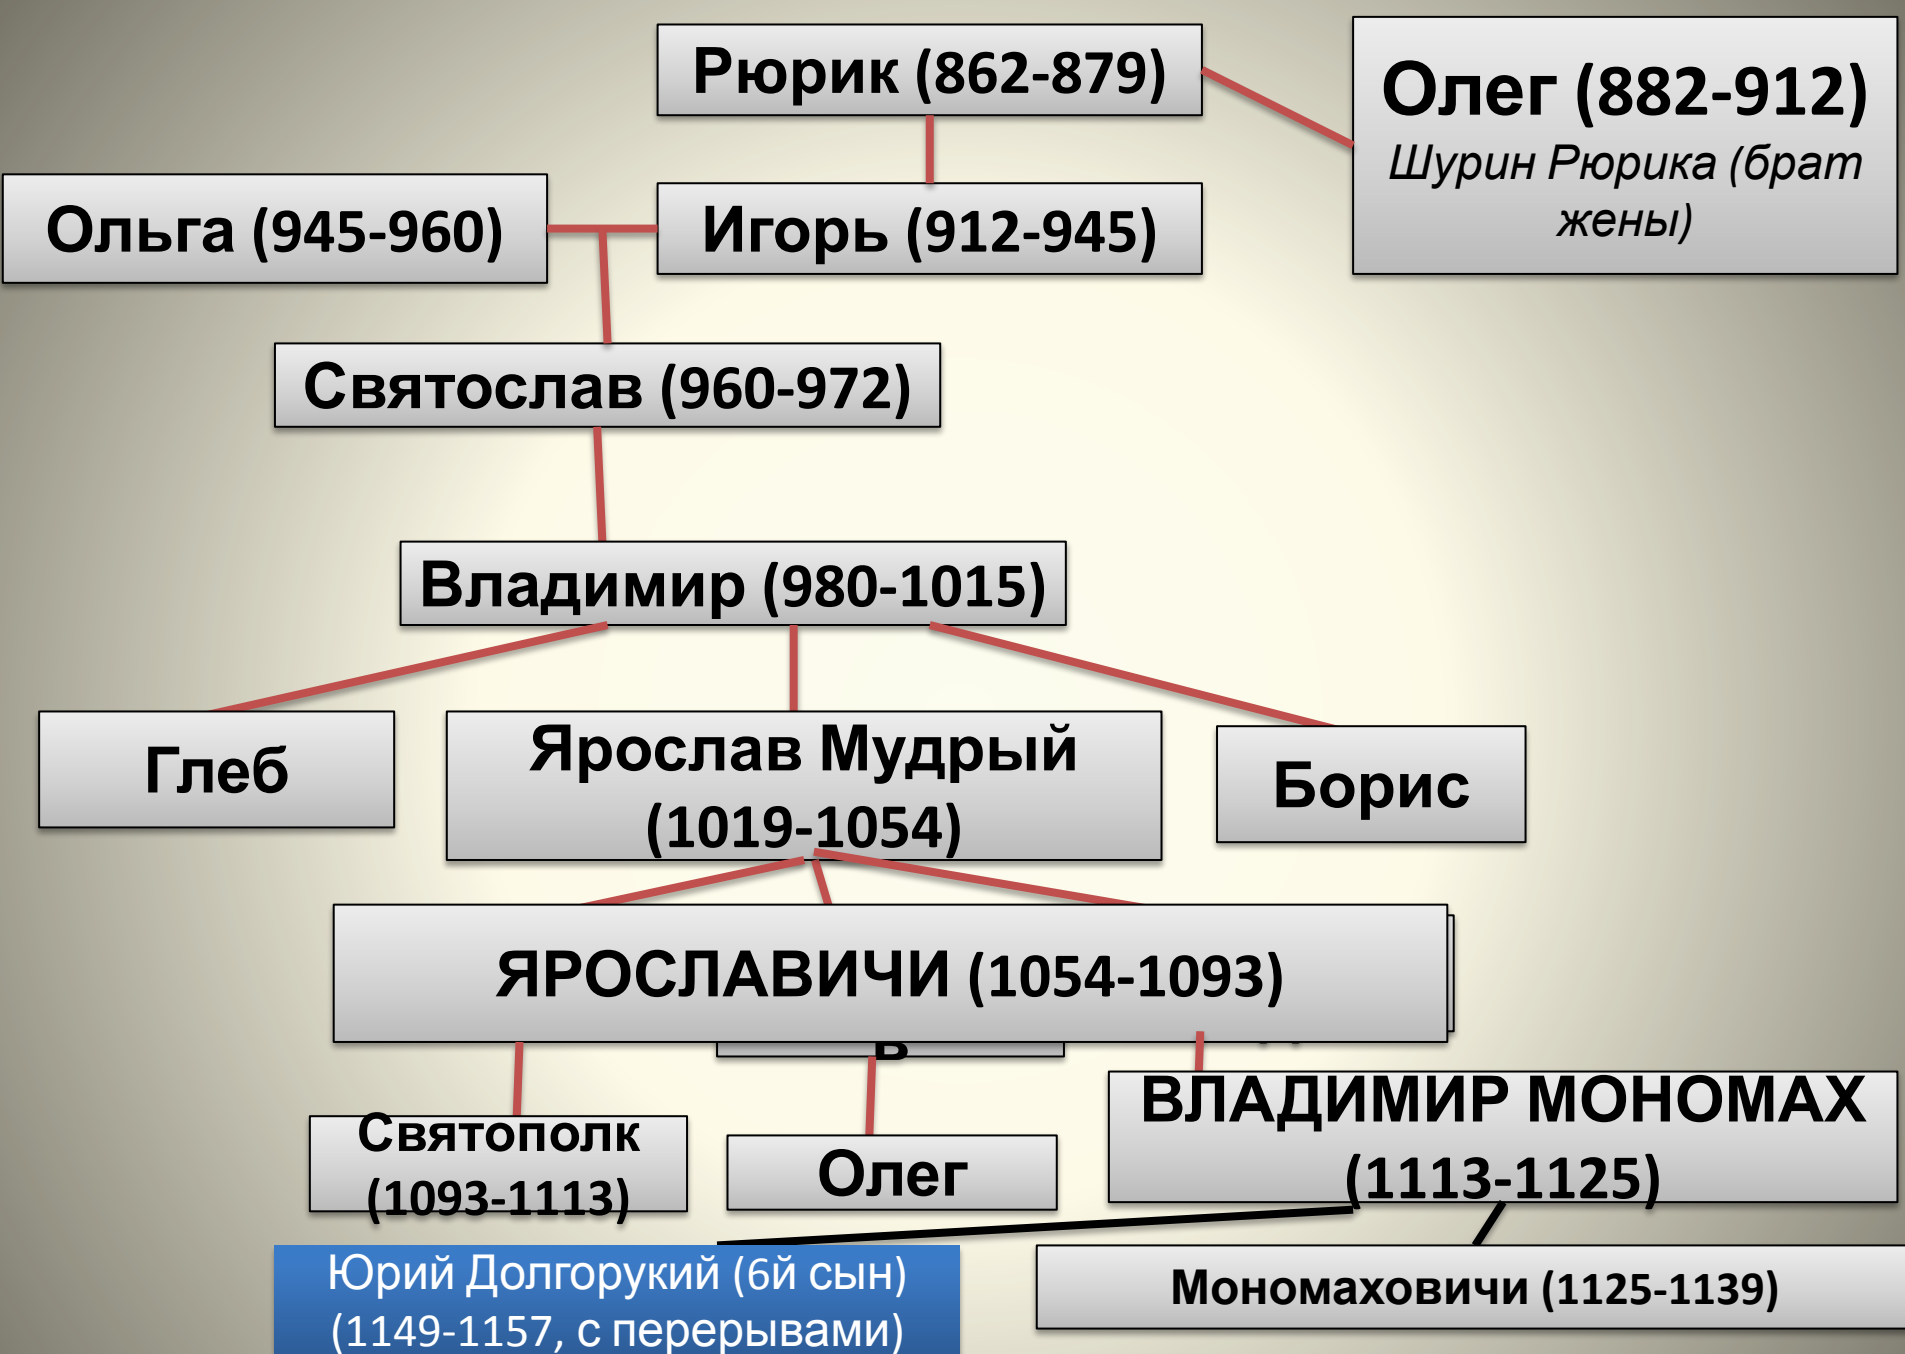 Рюрик (862-879)
Олег (882-912)
Шурин Рюрика (брат
жены)
Ольга (945-960)
Игорь (912-945)
Святослав (960-972)
Владимир (980-1015)
Глеб
Ярослав Мудрый
(1019-1054)
Борис
ЯРОСЛАВИЧИ (1054-1093)
в
Святополк
(1093-1113)
Олег
ВЛАДИМИР МОНОМАХ
(1113-1125)
Юрий Долгорукий (6й сын)
(1149-1157, с перерывами)
Мономаховичи (1125-1139)